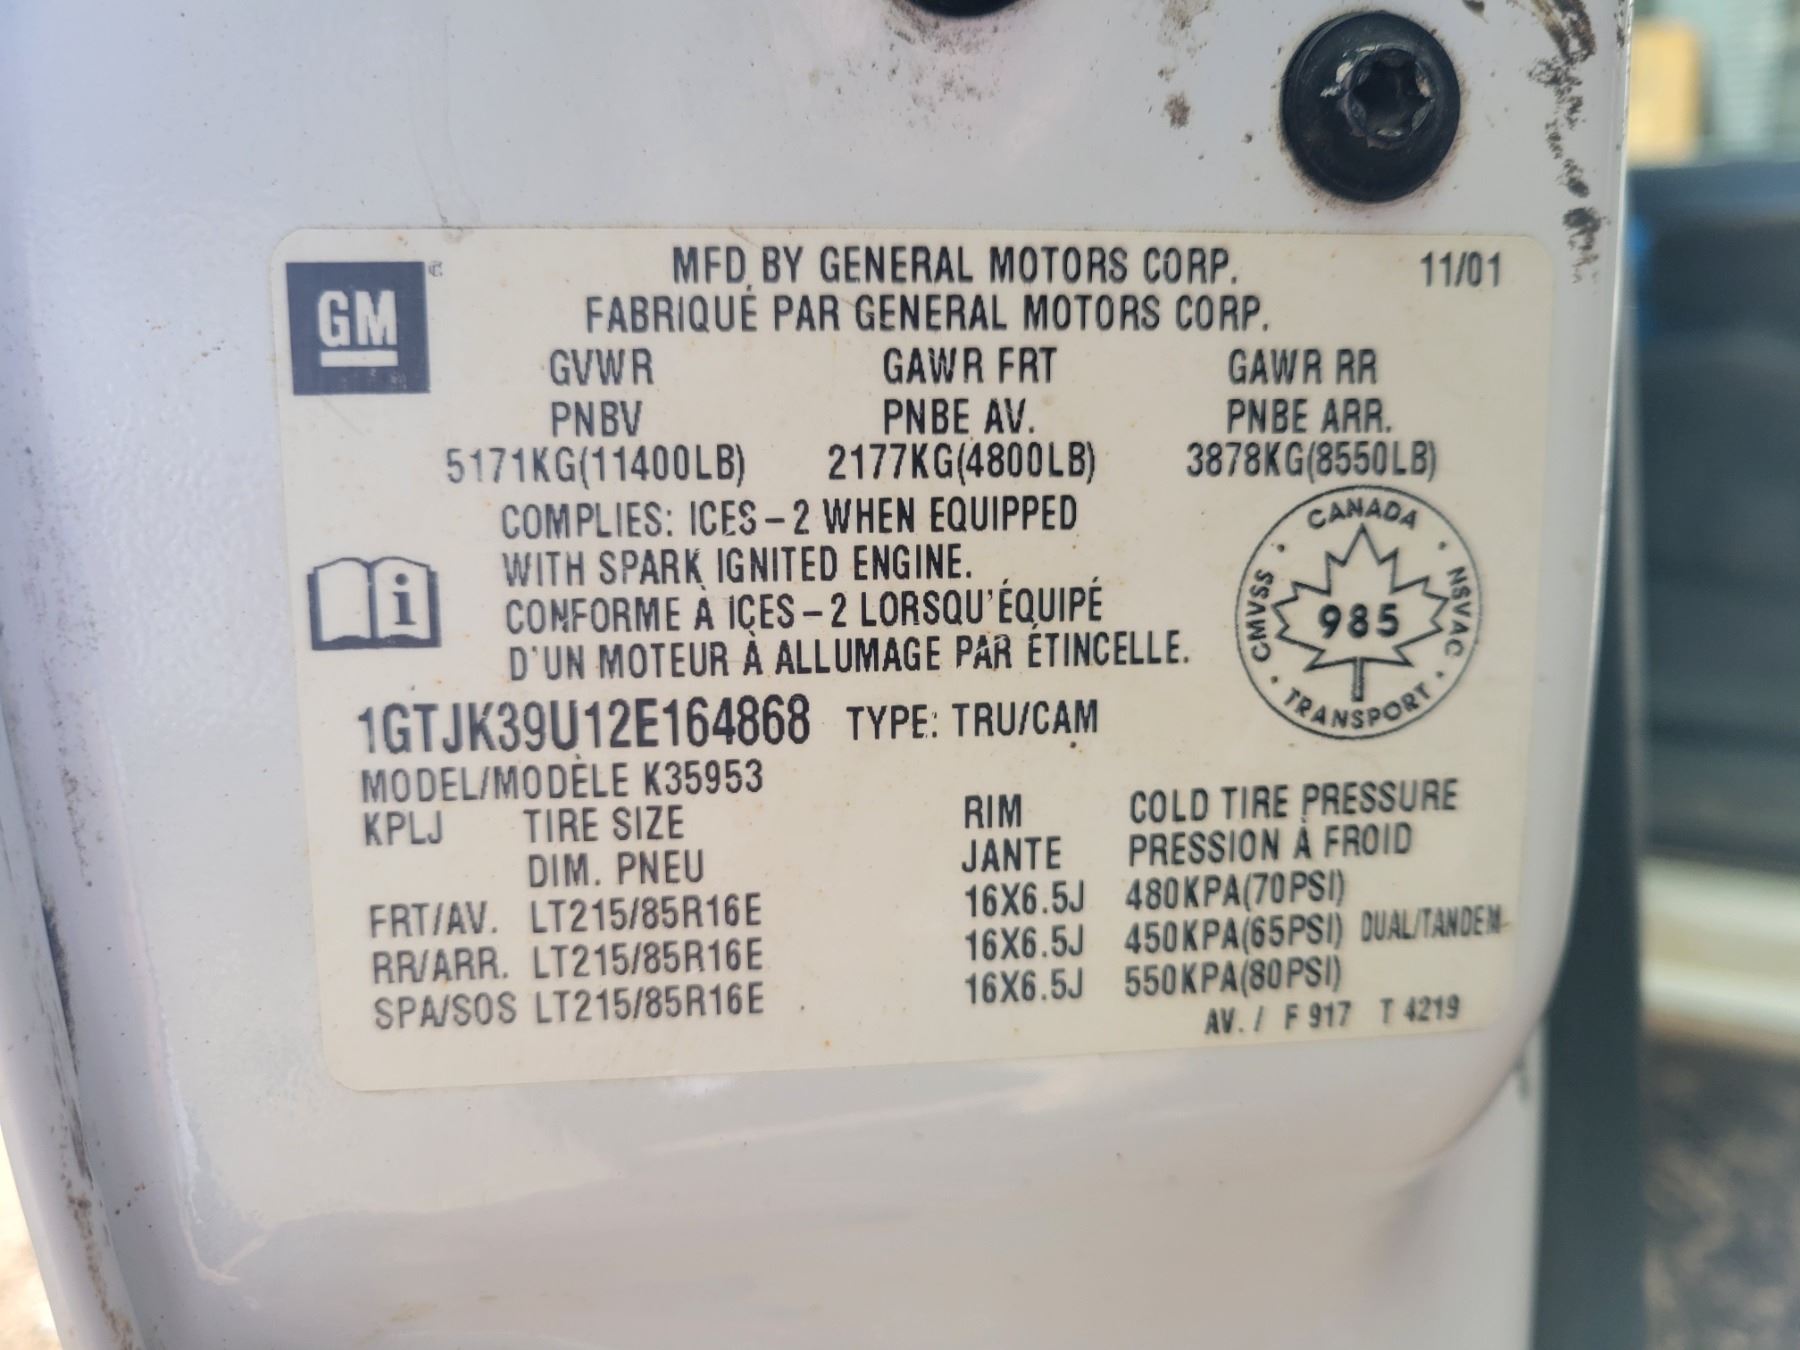 MFD BY GENERAL MOTORS CORP. 11/01
GM FABRIQUÉ PAR GENERAL MOTORS CORP.
GVWR GAWR FRT GAWR RR
PNBV PNBE AV. PNBE ARR.
5171KG(11400LB) 2177KG(4800LB) 3878KG(8550LB)
COMPLIES: ICES-2 WHEN EQUIPPED
WITH SPARK IGNITED ENGINE.
CONFORME À ICES-2 LORSQU'ÉQUIPÉ
D'UN MOTEUR À ALLUMAGE PAR ÉTINCELLE.
i
CANADA
CMVSS 985 NSVAC
TRANSPORT
1GTJK39U12E164868 TYPE: TRU/CAM
MODEL/MODÈLE K35953
KPLJ TIRE SIZE RIM COLD TIRE PRESSURE
DIM. PNEU JANTE PRESSION À FROID
FRT/AV. LT215/85R16E 16X6.5J 480KPA(70PSI)
RR/ARR. LT215/85R16E 16X6.5J 450KPA(65PSI) DUAL/TANDEM
SPA/SOS LT215/85R16E 16X6.5J 550KPA(80PSI)
AV. / F 917 T 4219